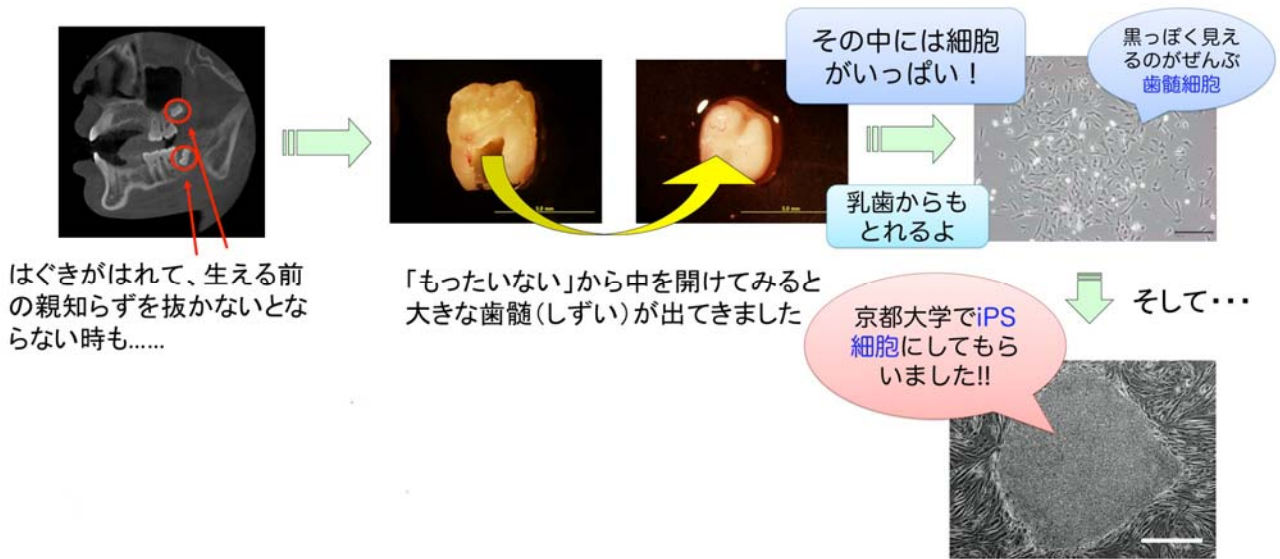 はぐきがはれて、生える前
の親知らずを抜かないとな
らない時も......
「もったいない」から中を開けてみると
大きな歯髄(しずい)が出てきました
5.0 mm
5.0 mm
その中には細胞
がいっぱい!
黒っぽく見え
るのがぜんぶ
歯髄細胞
乳歯からも
とれるよ
そして・・・
京都大学でiPS
細胞にしてもら
いました!!